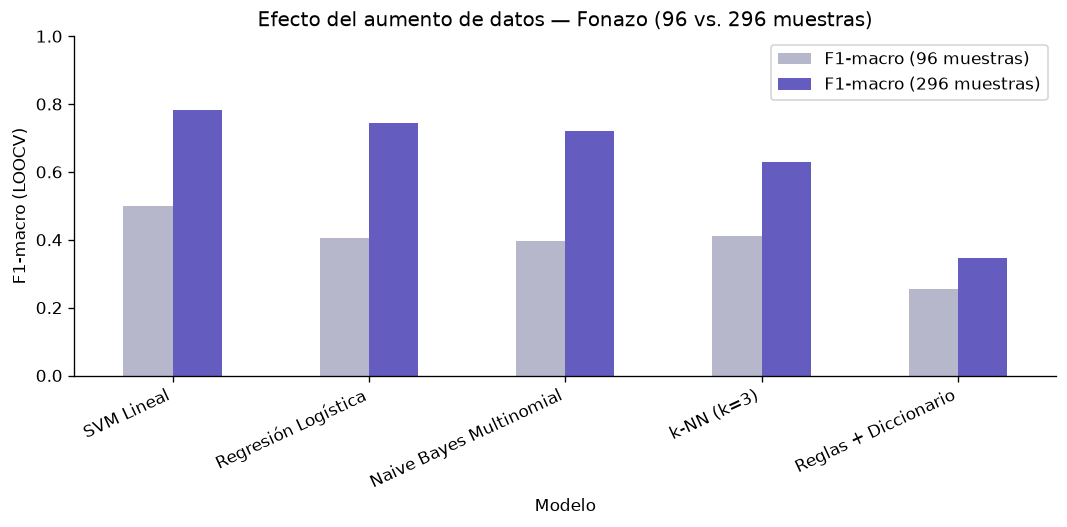 Efecto del aumento de datos — Fonazo (96 vs. 296 muestras)
F1-macro (96 muestras)
F1-macro (296 muestras)
F1-macro (LOOCV)
1.0
0.8
0.6
0.4
0.2
0.0
SVM Lineal
Regresión Logística
Naive Bayes Multinomial
k-NN (k=3)
Reglas + Diccionario
Modelo